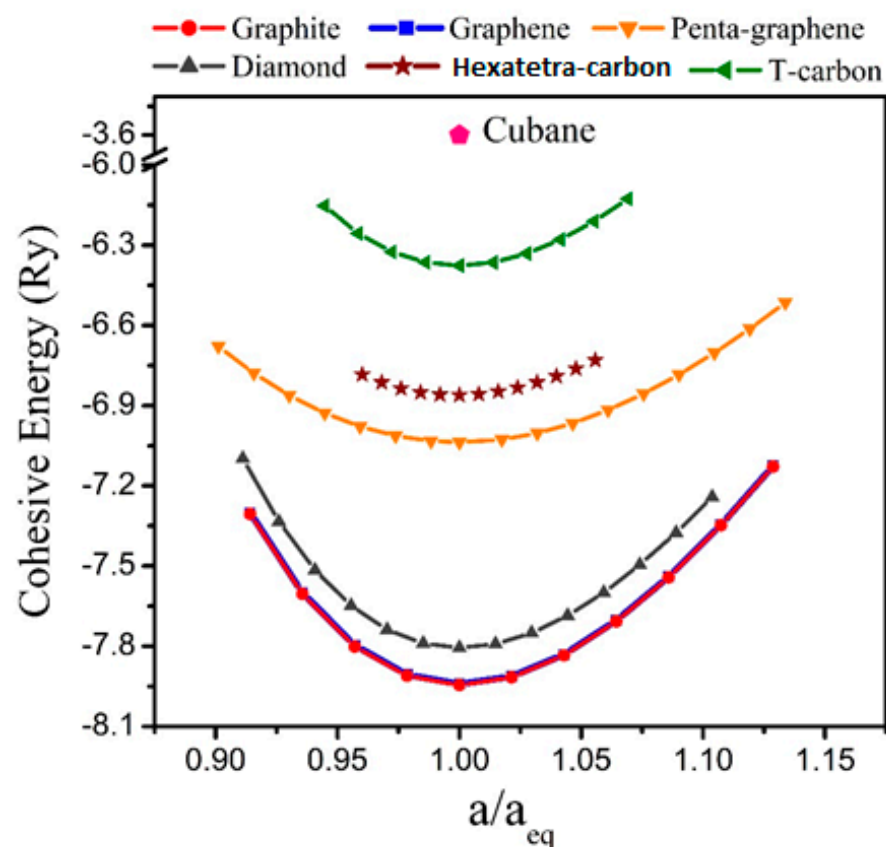 Graphite Graphene Penta-graphene
Diamond Hexatetra-carbon T-carbon
Cubane
-3.6
-6.0
-6.3
-6.6
-6.9
-7.2
-7.5
-7.8
-8.1
Cohesive Energy (Ry)
0.90 0.95 1.00 1.05 1.10 1.15
a/a_eq